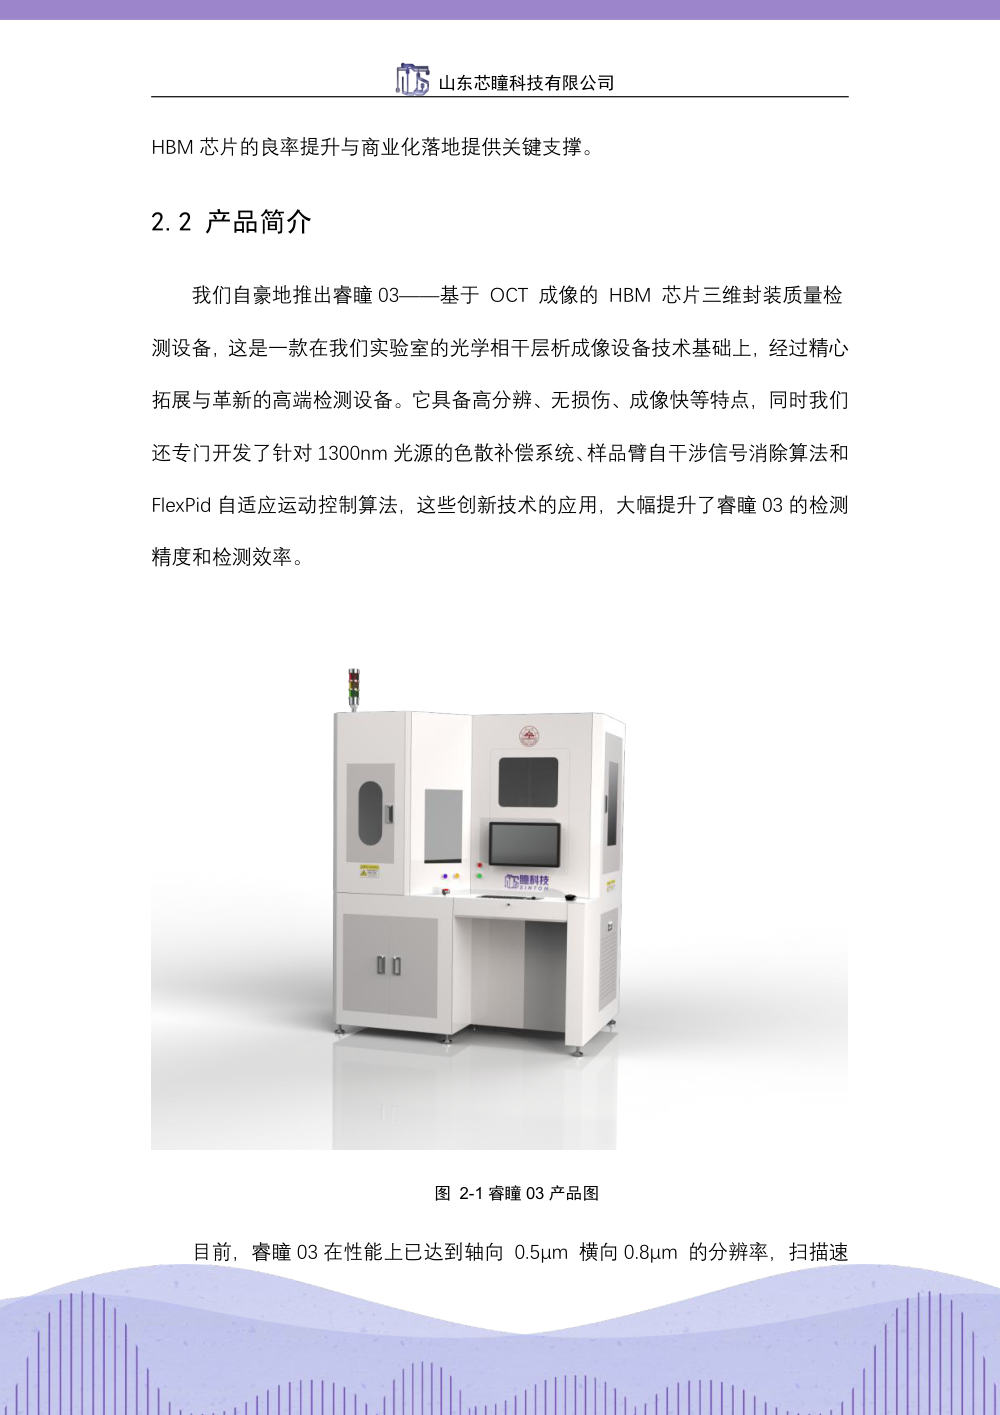 山东芯瞳科技有限公司
HBM 芯片的良率提升与商业化落地提供关键支撑。
2.2 产品简介
我们自豪地推出睿瞳 03——基于 OCT 成像的 HBM 芯片三维封装质量检
测设备，这是一款在我们实验室的光学相干层析成像设备技术基础上，经过精心
拓展与革新的高端检测设备。它具备高分辨、无损伤、成像快等特点，同时我们
还专门开发了针对 1300nm 光源的色散补偿系统、样品臂自干涉信号消除算法和
FlexPid 自适应运动控制算法，这些创新技术的应用，大幅提升了睿瞳 03 的检测
精度和检测效率。
瞳科技
图 2-1 睿瞳 03 产品图
目前，睿瞳 03 在性能上已达到轴向 0.5μm 横向 0.8μm 的分辨率，扫描速